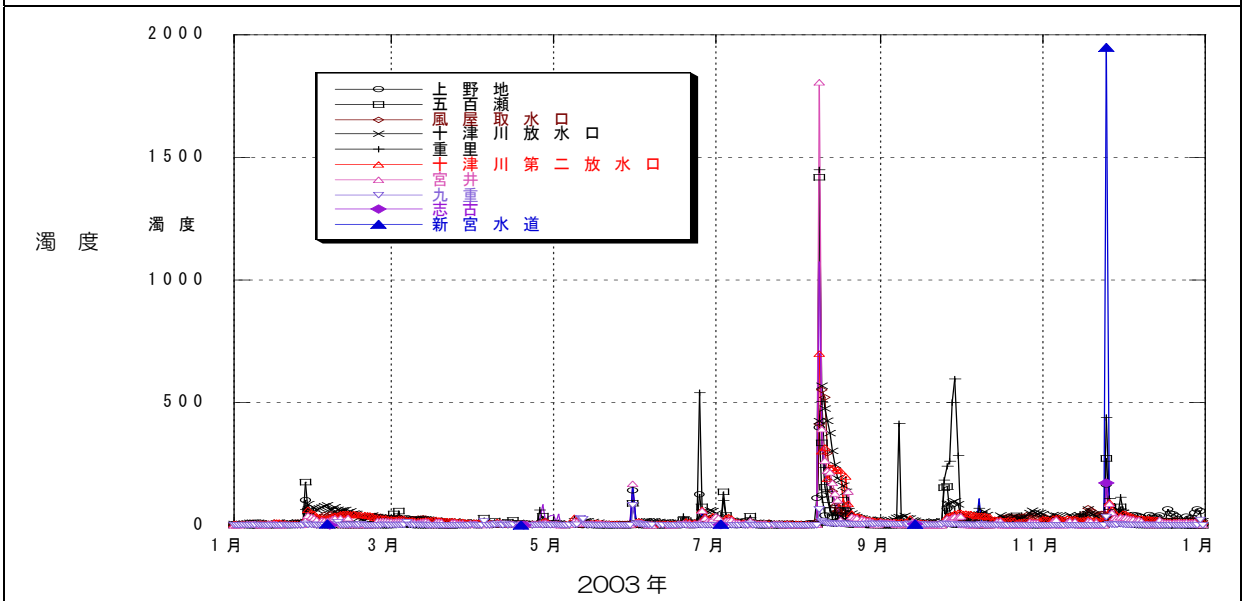 2000
1500
1000
500
0
濁度
濁度
上野地
五百瀬
風屋取水口
十津川放水口
重里
十津川第二放水口
宮井
九重
志古
新宮水道
1月 3月 5月 7月 9月 11月 1月
2003年